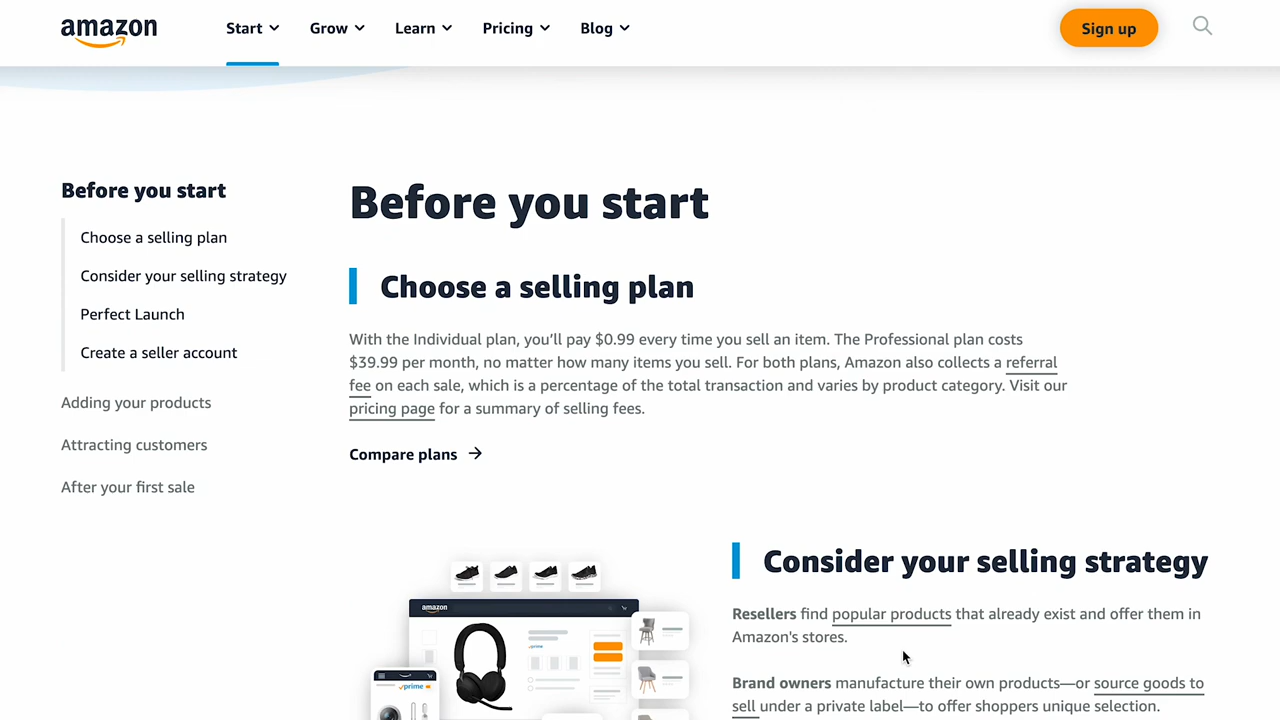 amazon
Start
Grow
Learn
Pricing
Blog
Sign up
Before you start
Choose a selling plan
Consider your selling strategy
Perfect Launch
Create a seller account
Adding your products
Attracting customers
After your first sale
Before you start
Choose a selling plan
With the Individual plan, you’ll pay $0.99 every time you sell an item. The Professional plan costs
$39.99 per month, no matter how many items you sell. For both plans, Amazon also collects a referral
fee on each sale, which is a percentage of the total transaction and varies by product category. Visit our
pricing page for a summary of selling fees.
Compare plans
amazon
prime
prime
Consider your selling strategy
Resellers find popular products that already exist and offer them in
Amazon's stores.
Brand owners manufacture their own products—or source goods to
sell under a private label—to offer shoppers unique selection.